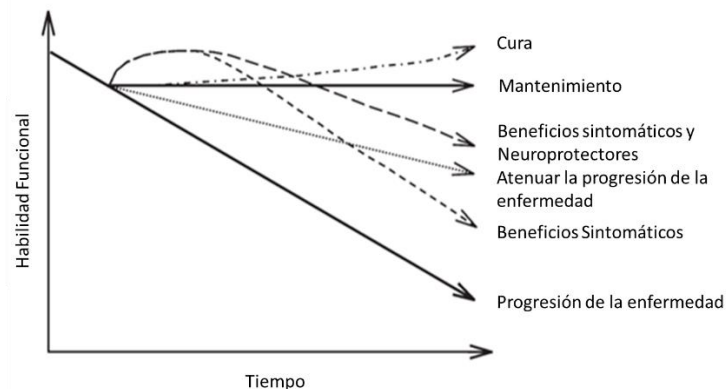 Cura
Mantenimiento
Beneficios sintomáticos y
Neuroprotectores
Atenuar la progresión de la
enfermedad
Beneficios Sintomáticos
Progresión de la enfermedad
Habilidad Funcional
Tiempo